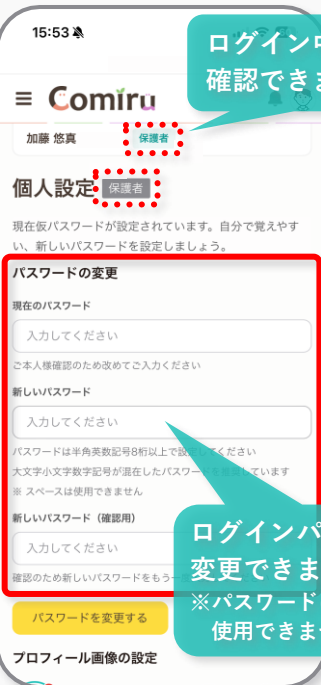 15:53
ログイン
確認できま
Comiru
加藤 悠真
保護者
個人設定 保護者
現在仮パスワードが設定されています。自分で覚えやす
い、新しいパスワードを設定しましょう。
パスワードの変更
現在のパスワード
入力してください
ご本人様確認のため改めてご入力ください
新しいパスワード
入力してください
パスワードは半角英数記号8桁以上で設定してください
大文字小文字数字記号が混在したパスワードを推奨しています
※ スペースは使用できません
新しいパスワード（確認用）
入力してください
確認のため新しいパスワードをもう一
ログインパ
変更できま
※パスワード
使用できませ
パスワードを変更する
プロフィール画像の設定